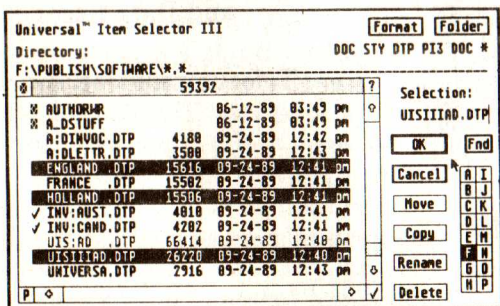 Universal™ Item Selector III
Format Folder
Directory:
DOC STY DTP PI3 DOC *
F:\PUBLISH\SOFTWARE\*.*
59392 ?
Selection:
UISIIIAD.DTP
AUTHORWR 06-12-89 03:49 pm
A_DSTUFF 06-12-89 03:49 pm
A:DINVOC.DTP 4180 09-24-89 12:42 pm
A:DLETTR.DTP 3500 09-24-89 12:43 pm
ENGLAND .DTP 15616 09-24-89 12:41 pm
FRANCE .DTP 15502 09-24-89 12:41 pm
HOLLAND .DTP 15506 09-24-89 12:41 pm
✓ INV:AUST.DTP 4010 09-24-89 12:41 pm
✓ INV:CAND.DTP 4202 09-24-89 12:41 pm
UIS:AD .DTP 66414 09-24-89 12:40 pm
UISIIIAD.DTP 26220 09-24-89 12:40 pm
UNIVERSA.DTP 2916 09-24-89 12:43 pm
P ✓
OK Fnd
Cancel
Move
Copy
Rename
Delete
A I
B J
C K
D L
E M
F N
G O
H P